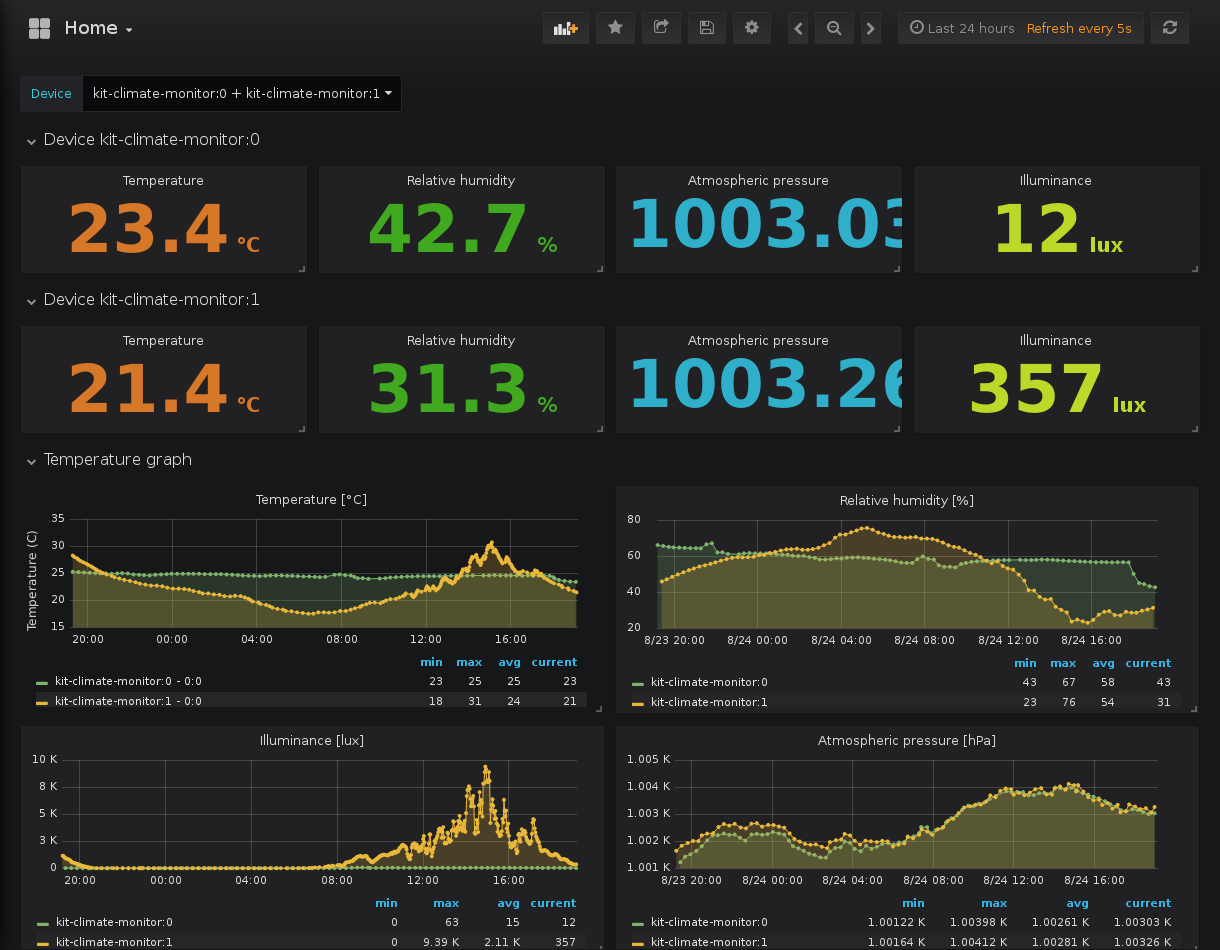 Home
Last 24 hours Refresh every 5s
Device kit-climate-monitor:0 + kit-climate-monitor:1
Device kit-climate-monitor:0
Temperature Relative humidity Atmospheric pressure Illuminance
23.4 °C 42.7 % 1003.03 12 lux
Device kit-climate-monitor:1
Temperature Relative humidity Atmospheric pressure Illuminance
21.4 °C 31.3 % 1003.26 357 lux
Temperature graph
Temperature [°C]
Temperature (C)
35
30
25
20
15
20:00 00:00 04:00 08:00 12:00 16:00
min max avg current
kit-climate-monitor:0 - 0:0 23 25 25 23
kit-climate-monitor:1 - 0:0 18 31 24 21
Relative humidity [%]
80
60
40
20
8/23 20:00 8/24 00:00 8/24 04:00 8/24 08:00 8/24 12:00 8/24 16:00
min max avg current
kit-climate-monitor:0 43 67 58 43
kit-climate-monitor:1 23 76 54 31
Illuminance [lux]
10 K
8 K
5 K
3 K
0
20:00 00:00 04:00 08:00 12:00 16:00
min max avg current
kit-climate-monitor:0 0 63 15 12
kit-climate-monitor:1 0 9.39 K 2.11 K 357
Atmospheric pressure [hPa]
1.005 K
1.004 K
1.003 K
1.002 K
1.001 K
8/23 20:00 8/24 00:00 8/24 04:00 8/24 08:00 8/24 12:00 8/24 16:00
min max avg current
kit-climate-monitor:0 1.00122 K 1.00398 K 1.00261 K 1.00303 K
kit-climate-monitor:1 1.00164 K 1.00412 K 1.00281 K 1.00326 K